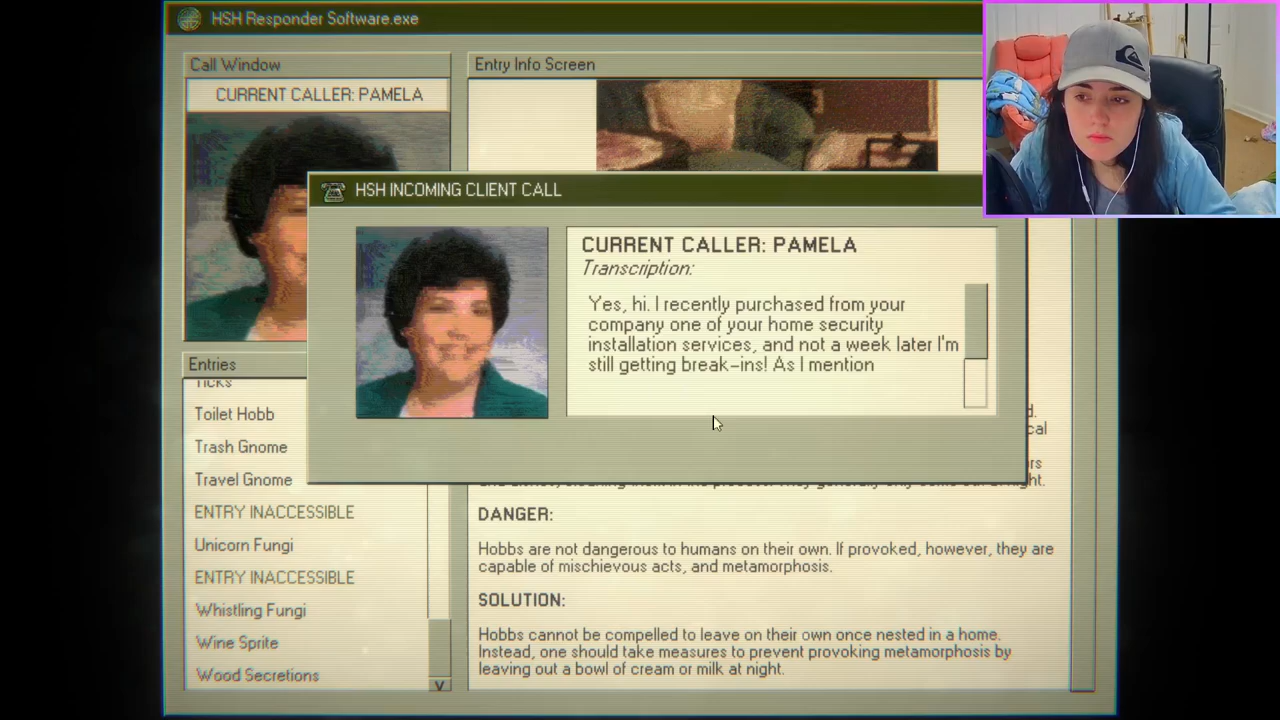 HSH Responder Software.exe
Call Window
Entry Info Screen
CURRENT CALLER: PAMELA
HSH INCOMING CLIENT CALL
CURRENT CALLER: PAMELA
Transcription:
Yes, hi. I recently purchased from your
company one of your home security
installation services, and not a week later I'm
still getting break-ins! As I mention
Entries
Ticks
Toilet Hobb
Trash Gnome
Travel Gnome
ENTRY INACCESSIBLE
Unicorn Fungi
ENTRY INACCESSIBLE
Whistling Fungi
Wine Sprite
Wood Secretions
DANGER:
Hobbs are not dangerous to humans on their own. If provoked, however, they are
capable of mischievous acts, and metamorphosis.
SOLUTION:
Hobbs cannot be compelled to leave on their own once nested in a home.
Instead, one should take measures to prevent provoking metamorphosis by
leaving out a bowl of cream or milk at night.